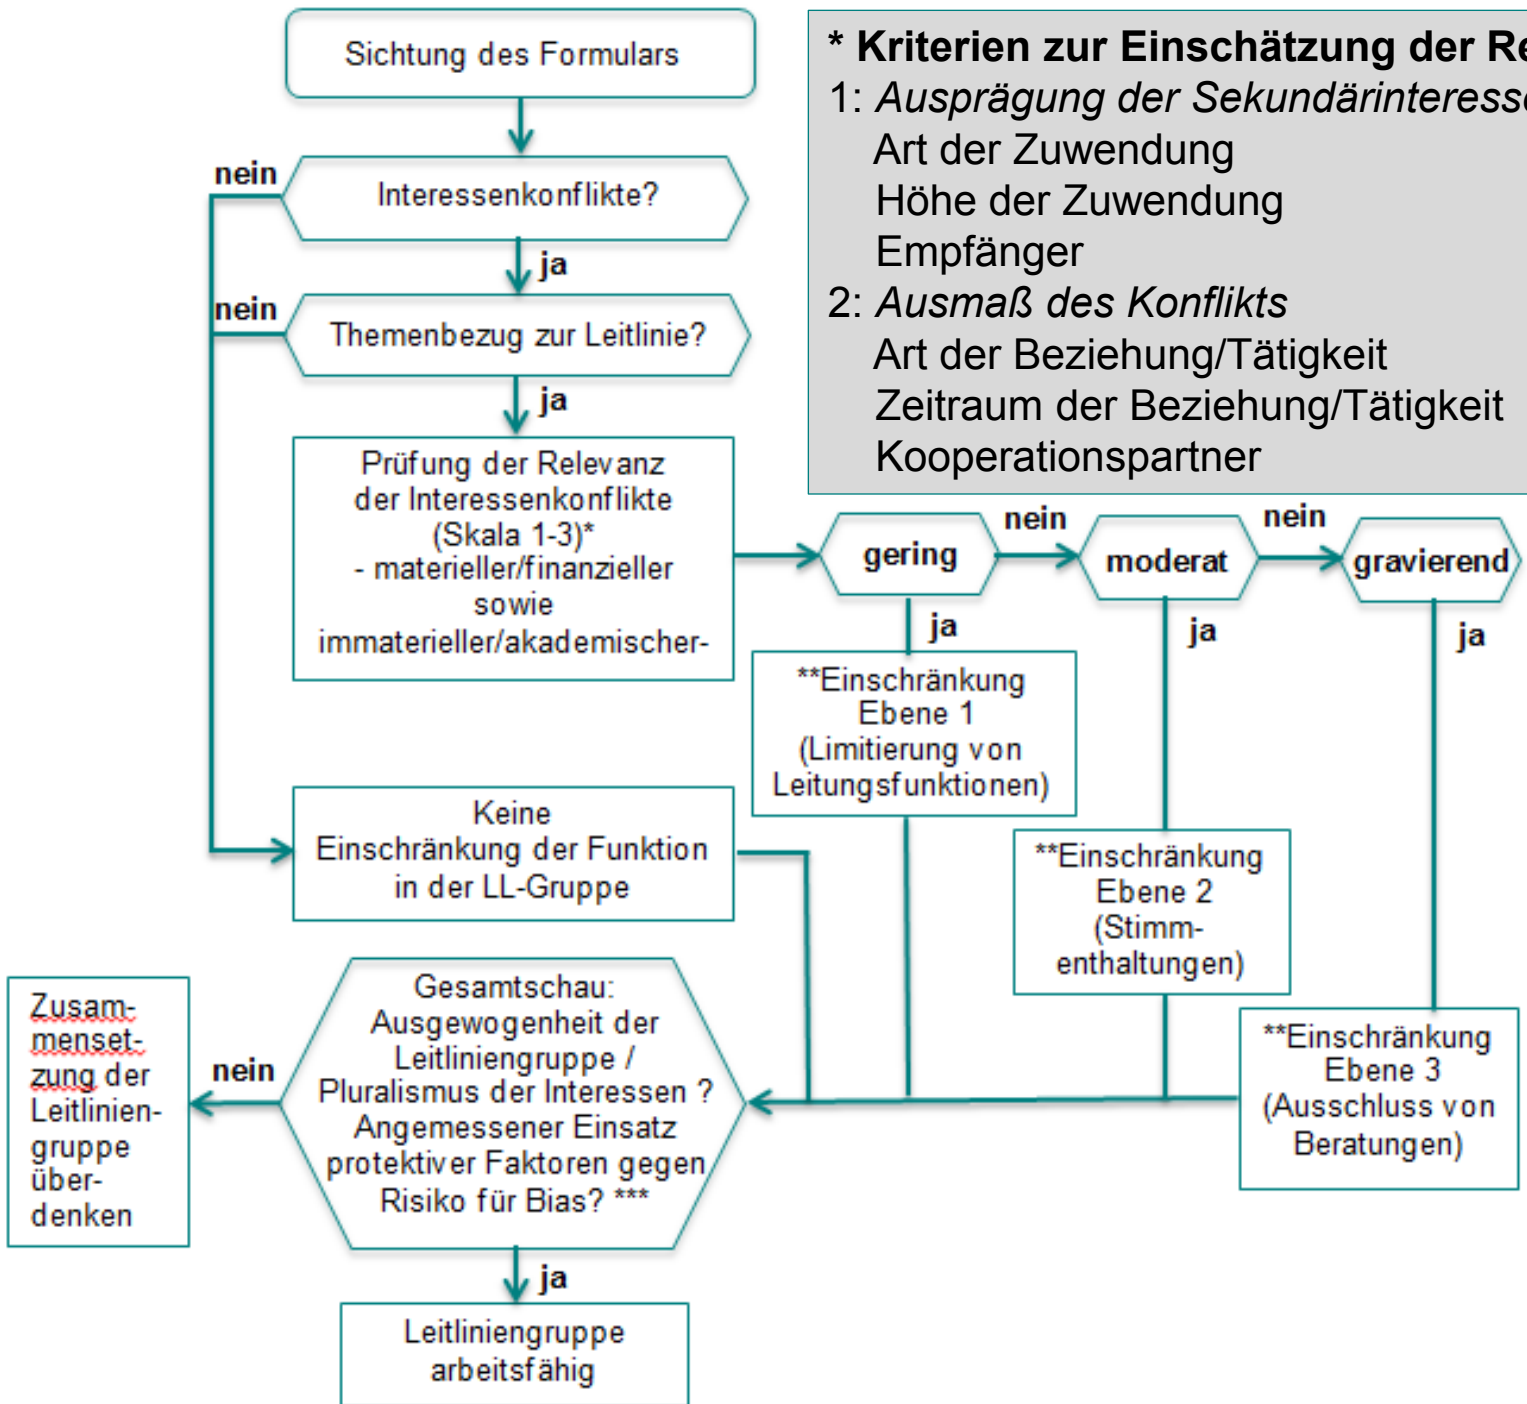 Sichtung des Formulars
* Kriterien zur Einschätzung der Re
1: Ausprägung der Sekundärinteresse
Art der Zuwendung
Höhe der Zuwendung
Empfänger
2: Ausmaß des Konflikts
Art der Beziehung/Tätigkeit
Zeitraum der Beziehung/Tätigkeit
Kooperationspartner
nein
Interessenkonflikte?
ja
nein
Themenbezug zur Leitlinie?
ja
Prüfung der Relevanz
der Interessenkonflikte
(Skala 1-3)*
- materieller/finanzieller
sowie
immaterieller/akademischer-
gering
nein
moderat
nein
gravierend
ja
ja
ja
**Einschränkung
Ebene 1
(Limitierung von
Leitungsfunktionen)
Keine
Einschränkung der Funktion
in der LL-Gruppe
**Einschränkung
Ebene 2
(Stimm-
enthaltungen)
**Einschränkung
Ebene 3
(Ausschluss von
Beratungen)
Gesamtschau:
Ausgewogenheit der
Leitliniengruppe /
Pluralismus der Interessen ?
Angemessener Einsatz
protektiver Faktoren gegen
Risiko für Bias? ***
nein
Zusam-
menset-
zung der
Leitlinien-
gruppe
über-
denken
ja
Leitliniengruppe
arbeitsfähig